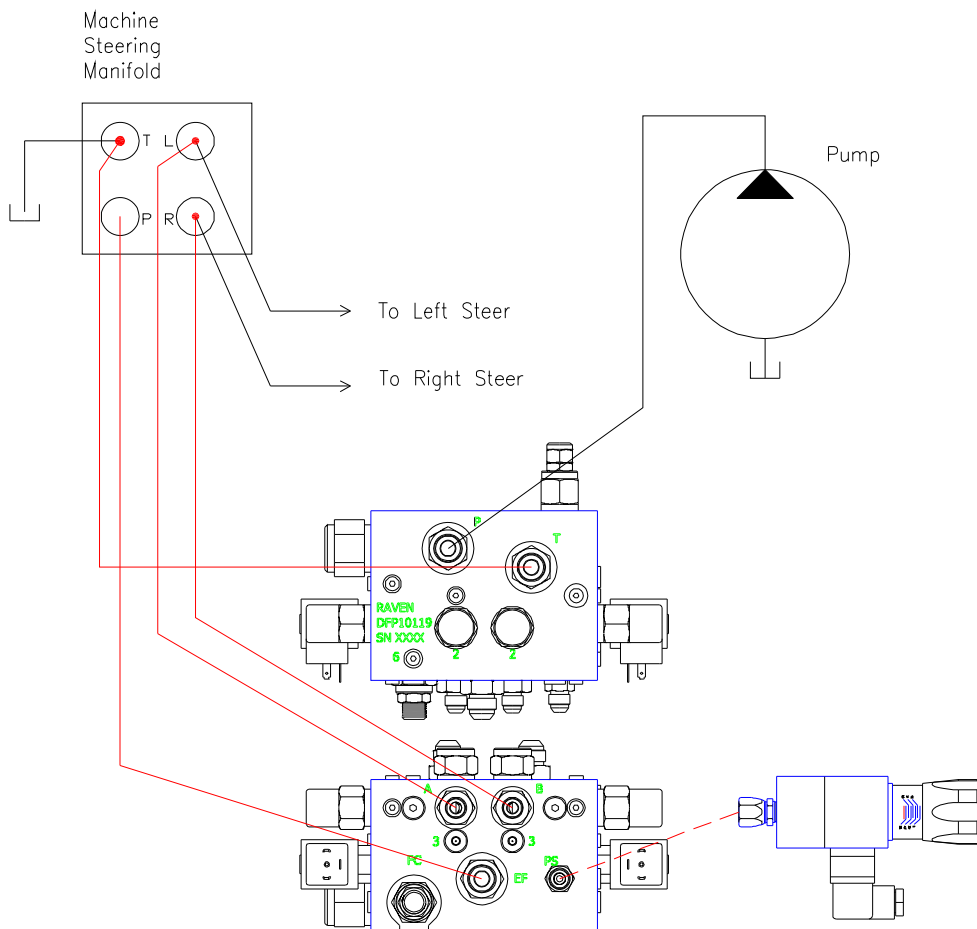 Machine
Steering
Manifold
T L
P R
Pump
To Left Steer
To Right Steer
P
T
RAVEN
DFP10119
SN XXXX
6
2
2
A
B
3
3
PC
EF
PS